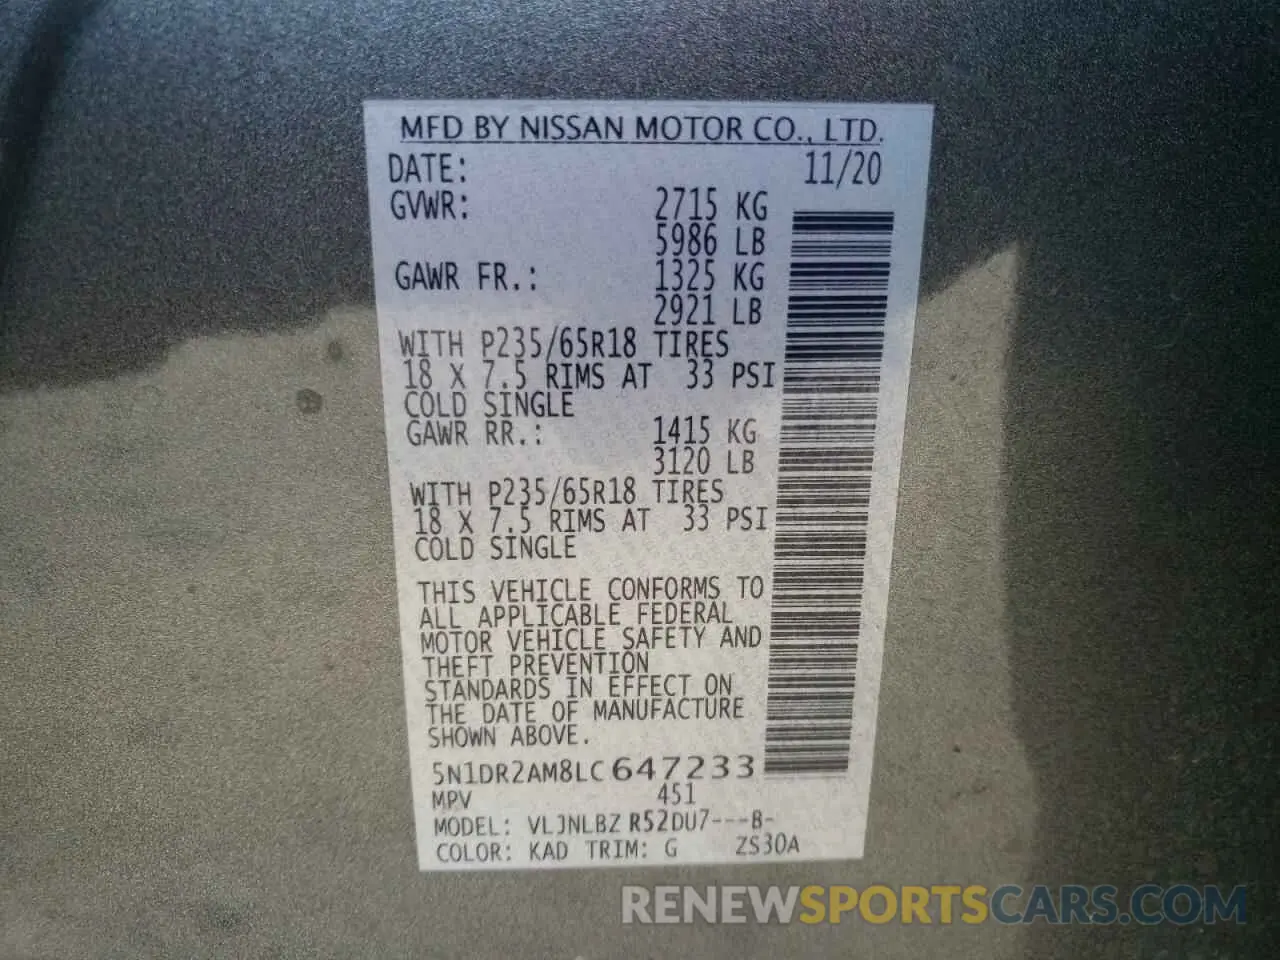 MFD BY NISSAN MOTOR CO., LTD.
DATE: 11/20
GVWR: 2715 KG
5986 LB
GAWR FR.: 1325 KG
2921 LB
WITH P235/65R18 TIRES
18 X 7.5 RIMS AT 33 PSI
COLD SINGLE
GAWR RR.: 1415 KG
3120 LB
WITH P235/65R18 TIRES
18 X 7.5 RIMS AT 33 PSI
COLD SINGLE
THIS VEHICLE CONFORMS TO
ALL APPLICABLE FEDERAL
MOTOR VEHICLE SAFETY AND
THEFT PREVENTION
STANDARDS IN EFFECT ON
THE DATE OF MANUFACTURE
SHOWN ABOVE.
5N1DR2AM8LC647233
MPV 451
MODEL: VLJNLBZ R52DU7---B-
COLOR: KAD TRIM: G ZS30A
RENEWSPORTSCARS.COM